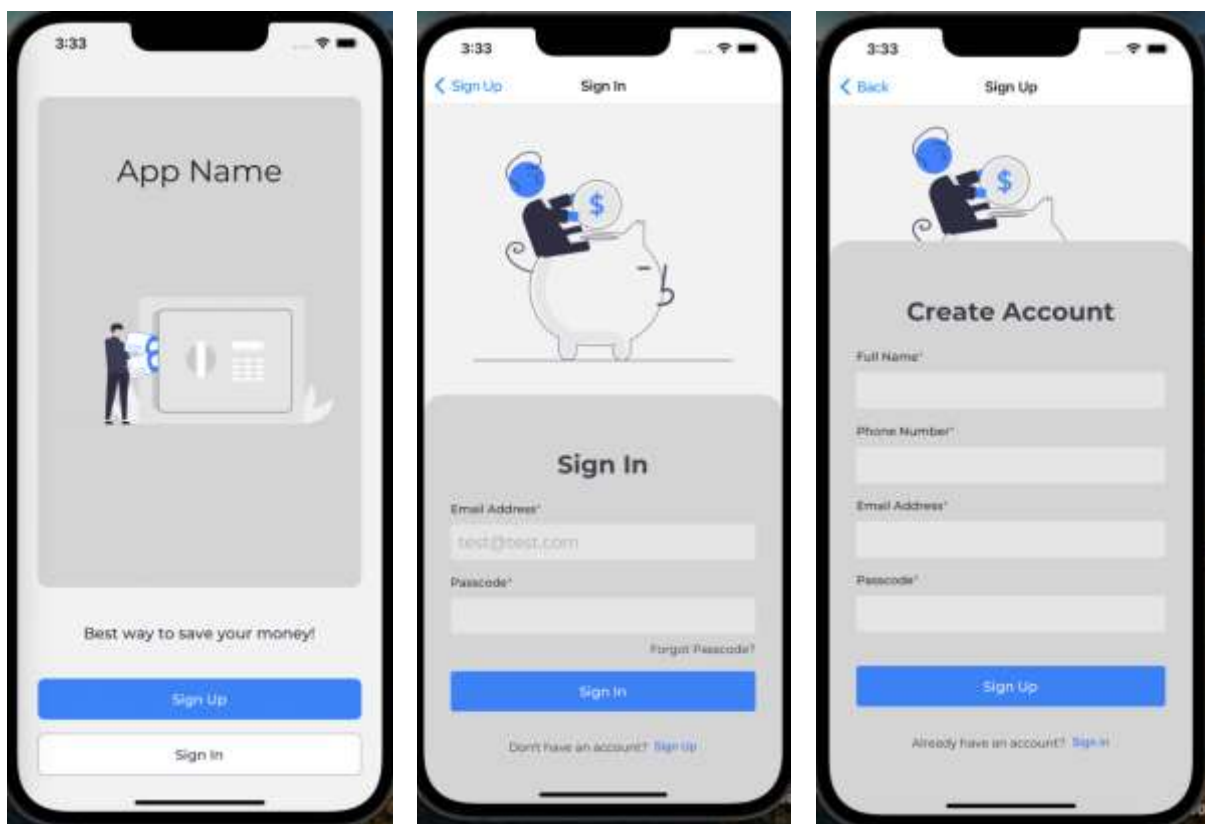 3:33
App Name
Best way to save your money!
Sign Up
Sign In
3:33
Sign Up
Sign In
$
Sign In
Email Address*
test@test.com
Passcode*
Forgot Passcode?
Sign In
Don't have an account? Sign Up
3:33
Back
Sign Up
$
Create Account
Full Name*
Phone Number*
Email Address*
Passcode*
Sign Up
Already have an account? Sign In